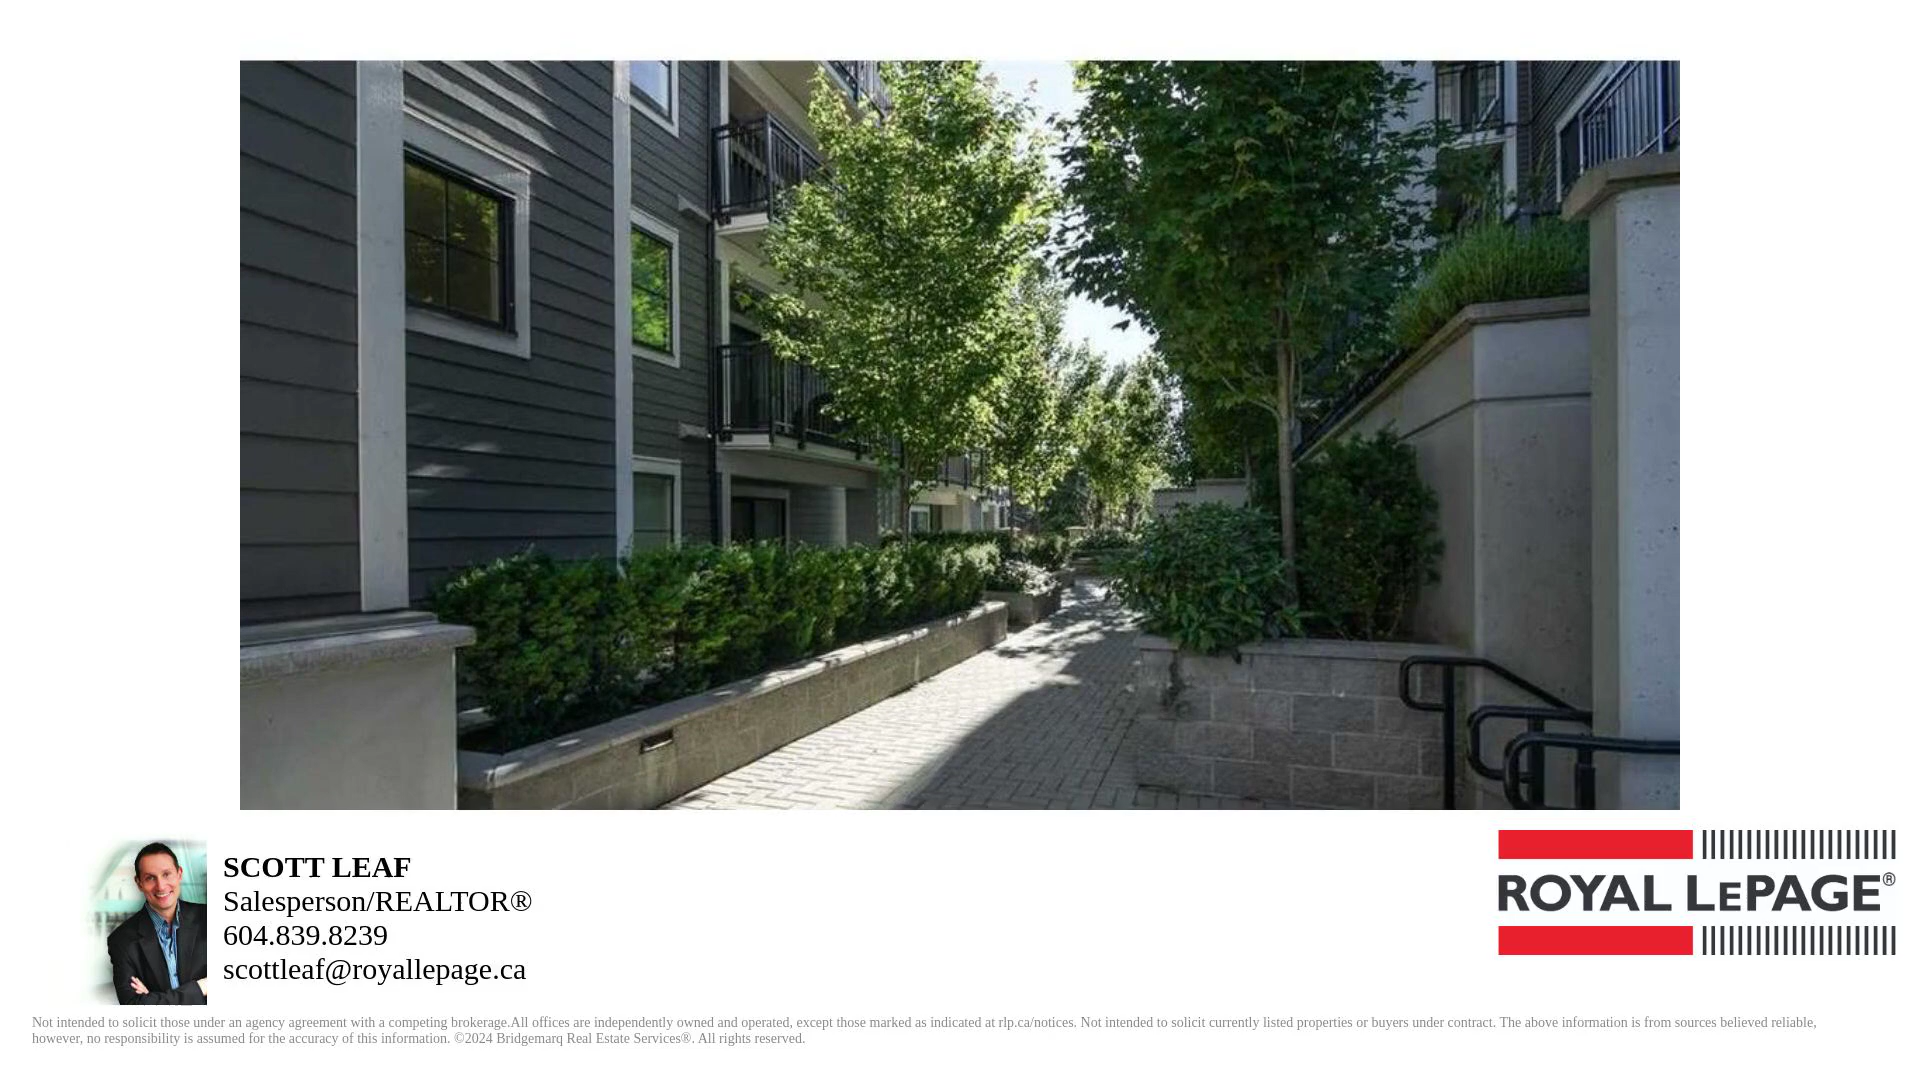 SCOTT LEAF
Salesperson/REALTOR®
604.839.8239
scottleaf@royallepage.ca
ROYAL LEPAGE®
Not intended to solicit those under an agency agreement with a competing brokerage.All offices are independently owned and operated, except those marked as indicated at rlp.ca/notices. Not intended to solicit currently listed properties or buyers under contract. The above information is from sources believed reliable,
however, no responsibility is assumed for the accuracy of this information. ©2024 Bridgemarq Real Estate Services®. All rights reserved.